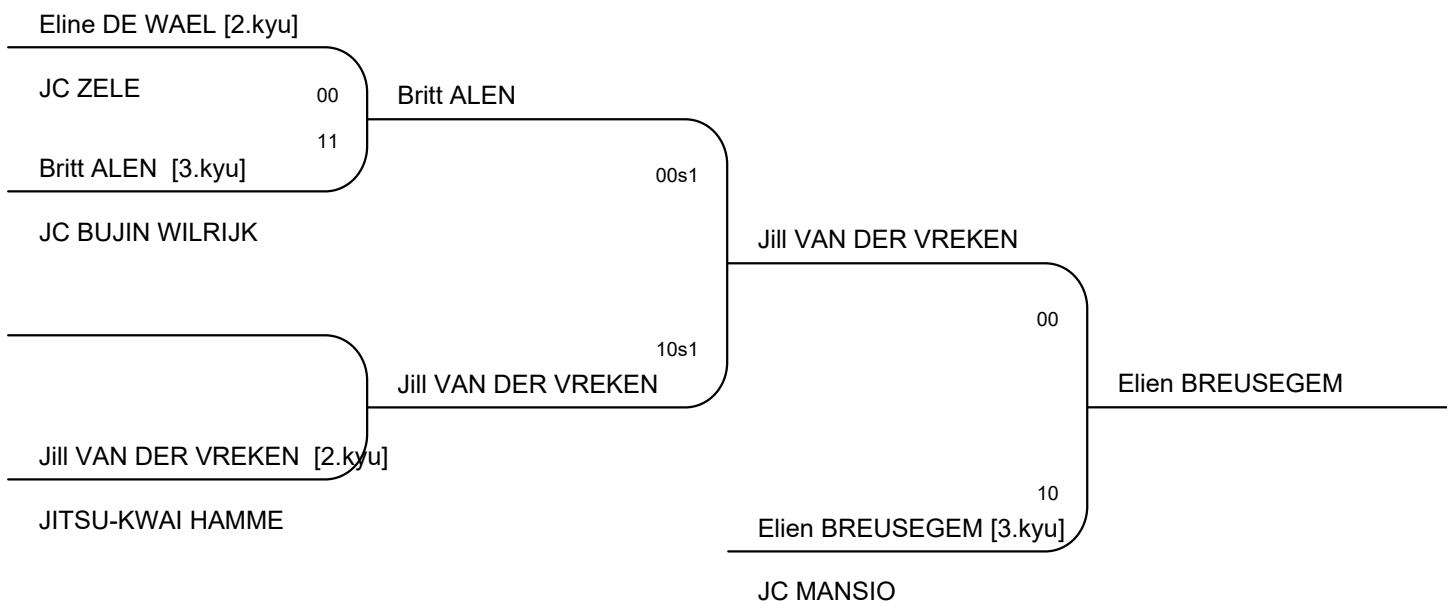 Eline DE WAEL [2.kyu]
JC ZELE
00
Britt ALEN
11
Britt ALEN [3.kyu]
00s1
JC BUJIN WILRIJK
Jill VAN DER VREKEN
00
10s1
Jill VAN DER VREKEN
Elien BREUSEGEM
Jill VAN DER VREKEN [2.kyu]
10
JITSU-KWAI HAMME
Elien BREUSEGEM [3.kyu]
JC MANSIO